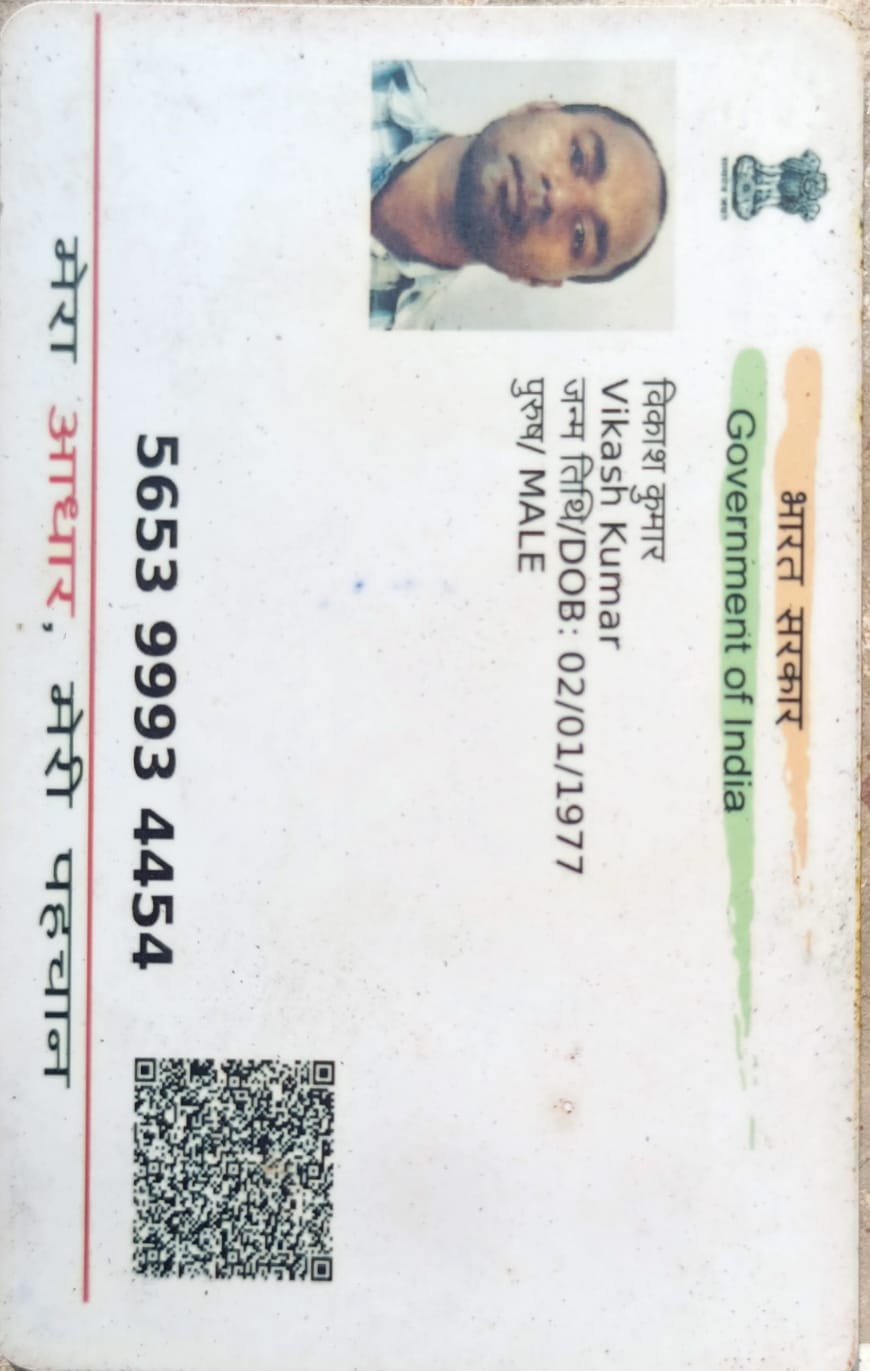 भारत सरकार
Government of India
विकाश कुमार
Vikash Kumar
जन्म तिथि/DOB: 02/01/1977
पुरुष/ MALE
5653 9993 4454
मेरा आधार, मेरी पहचान